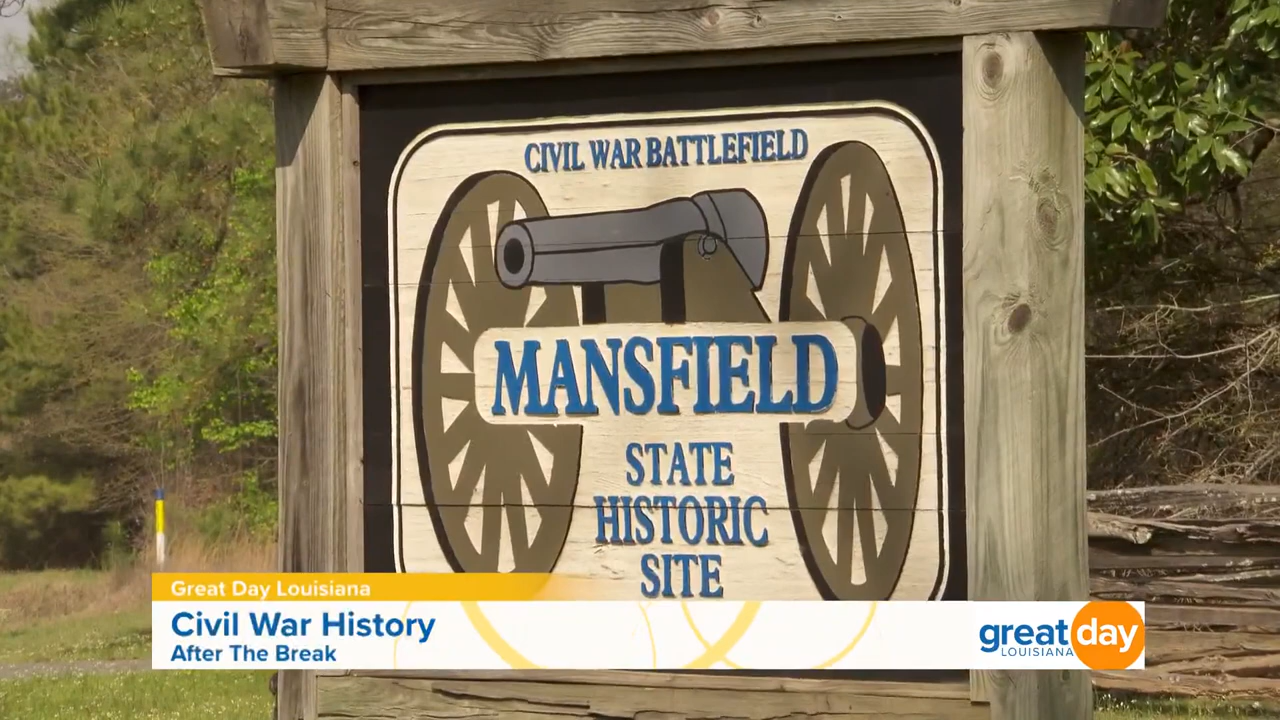 CIVIL WAR BATTLEFIELD
MANSFIELD
STATE
HISTORIC
SITE
Great Day Louisiana
Civil War History
After The Break
great day
LOUISIANA